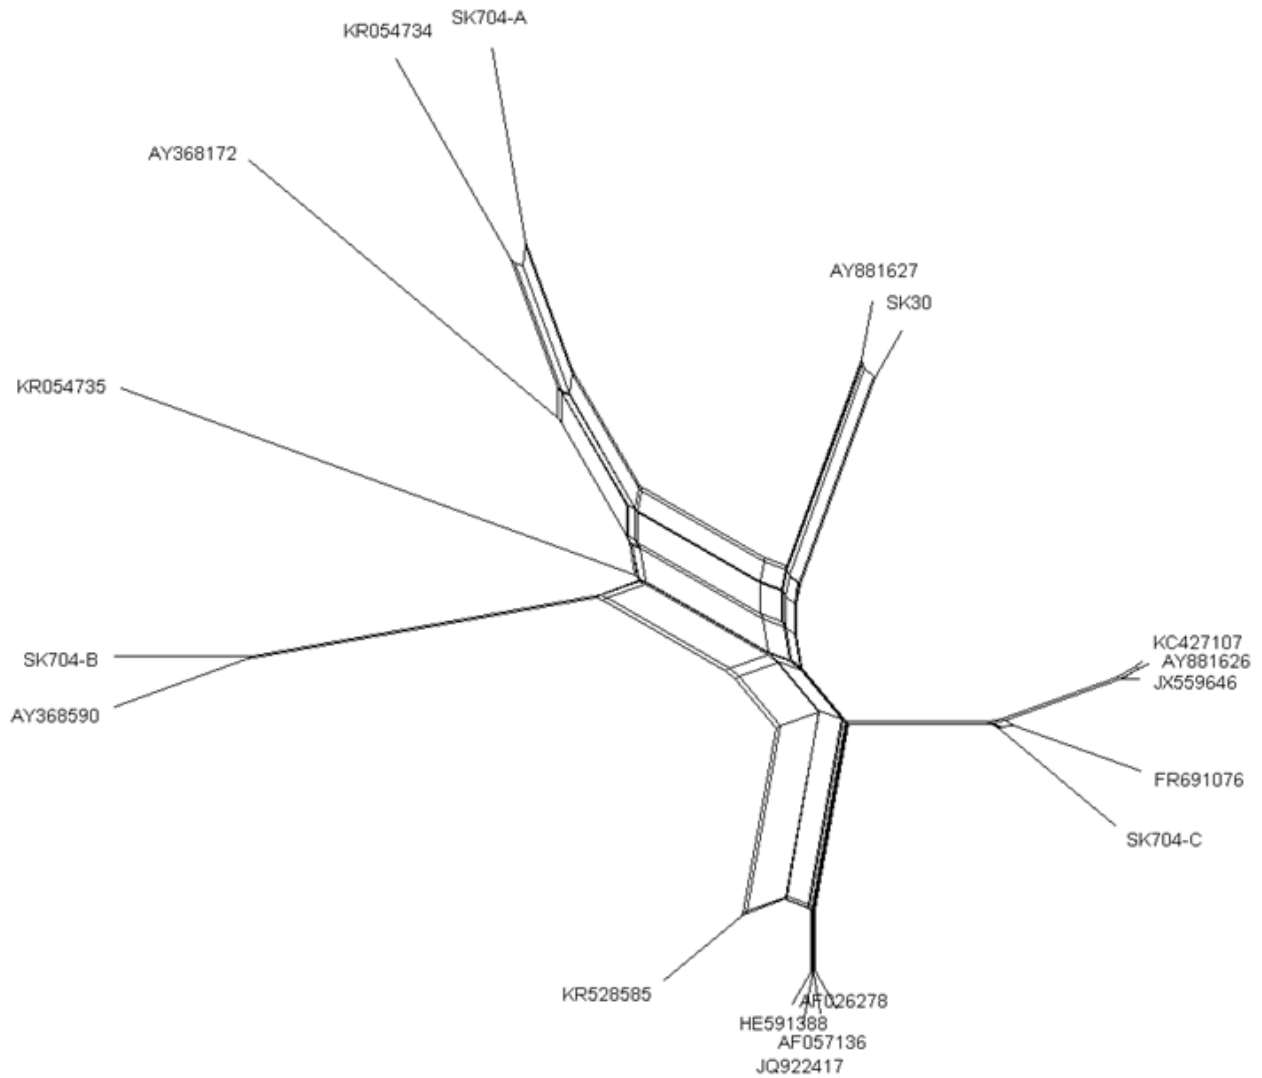 SK704-A
KR054734
AY368172
AY881627
SK30
KR054735
KC427107
AY881626
SK704-B
JX559646
AY368590
FR691076
SK704-C
KR528585
AF026278
HE591388
AF057136
JQ922417